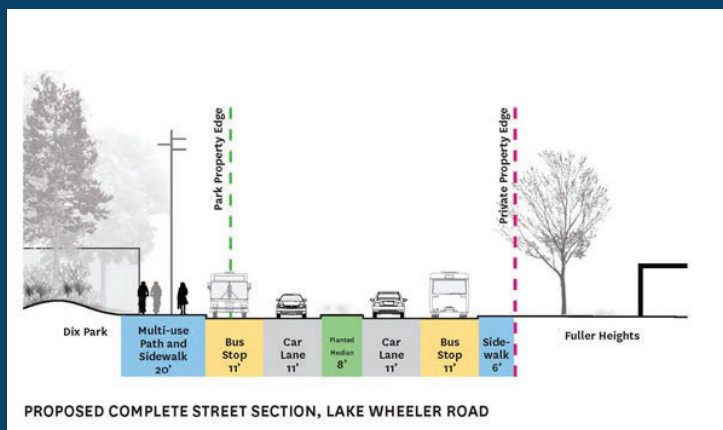 Park Property Edge
Private Property Edge
Dix Park
Multi-use
Path and
Sidewalk
20'
Bus
Stop
11'
Car
Lane
11'
Planted
Median
8'
Car
Lane
11'
Bus
Stop
11'
Side-
walk
6'
Fuller Heights
PROPOSED COMPLETE STREET SECTION, LAKE WHEELER ROAD